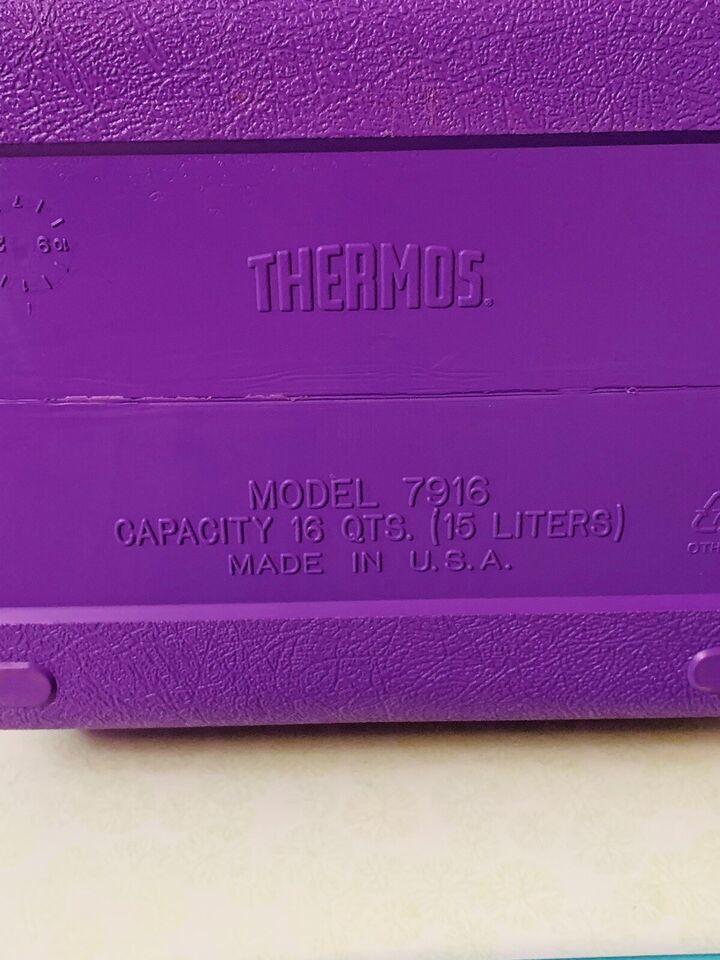 THERMOS
MODEL 7916
CAPACITY 16 QTS. (15 LITERS)
MADE IN U.S.A.